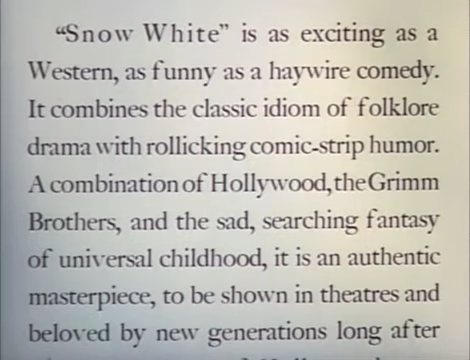 “Snow White” is as exciting as a
Western, as funny as a haywire comedy.
It combines the classic idiom of folklore
drama with rollicking comic-strip humor.
A combination of Hollywood, the Grimm
Brothers, and the sad, searching fantasy
of universal childhood, it is an authentic
masterpiece, to be shown in theatres and
beloved by new generations long after